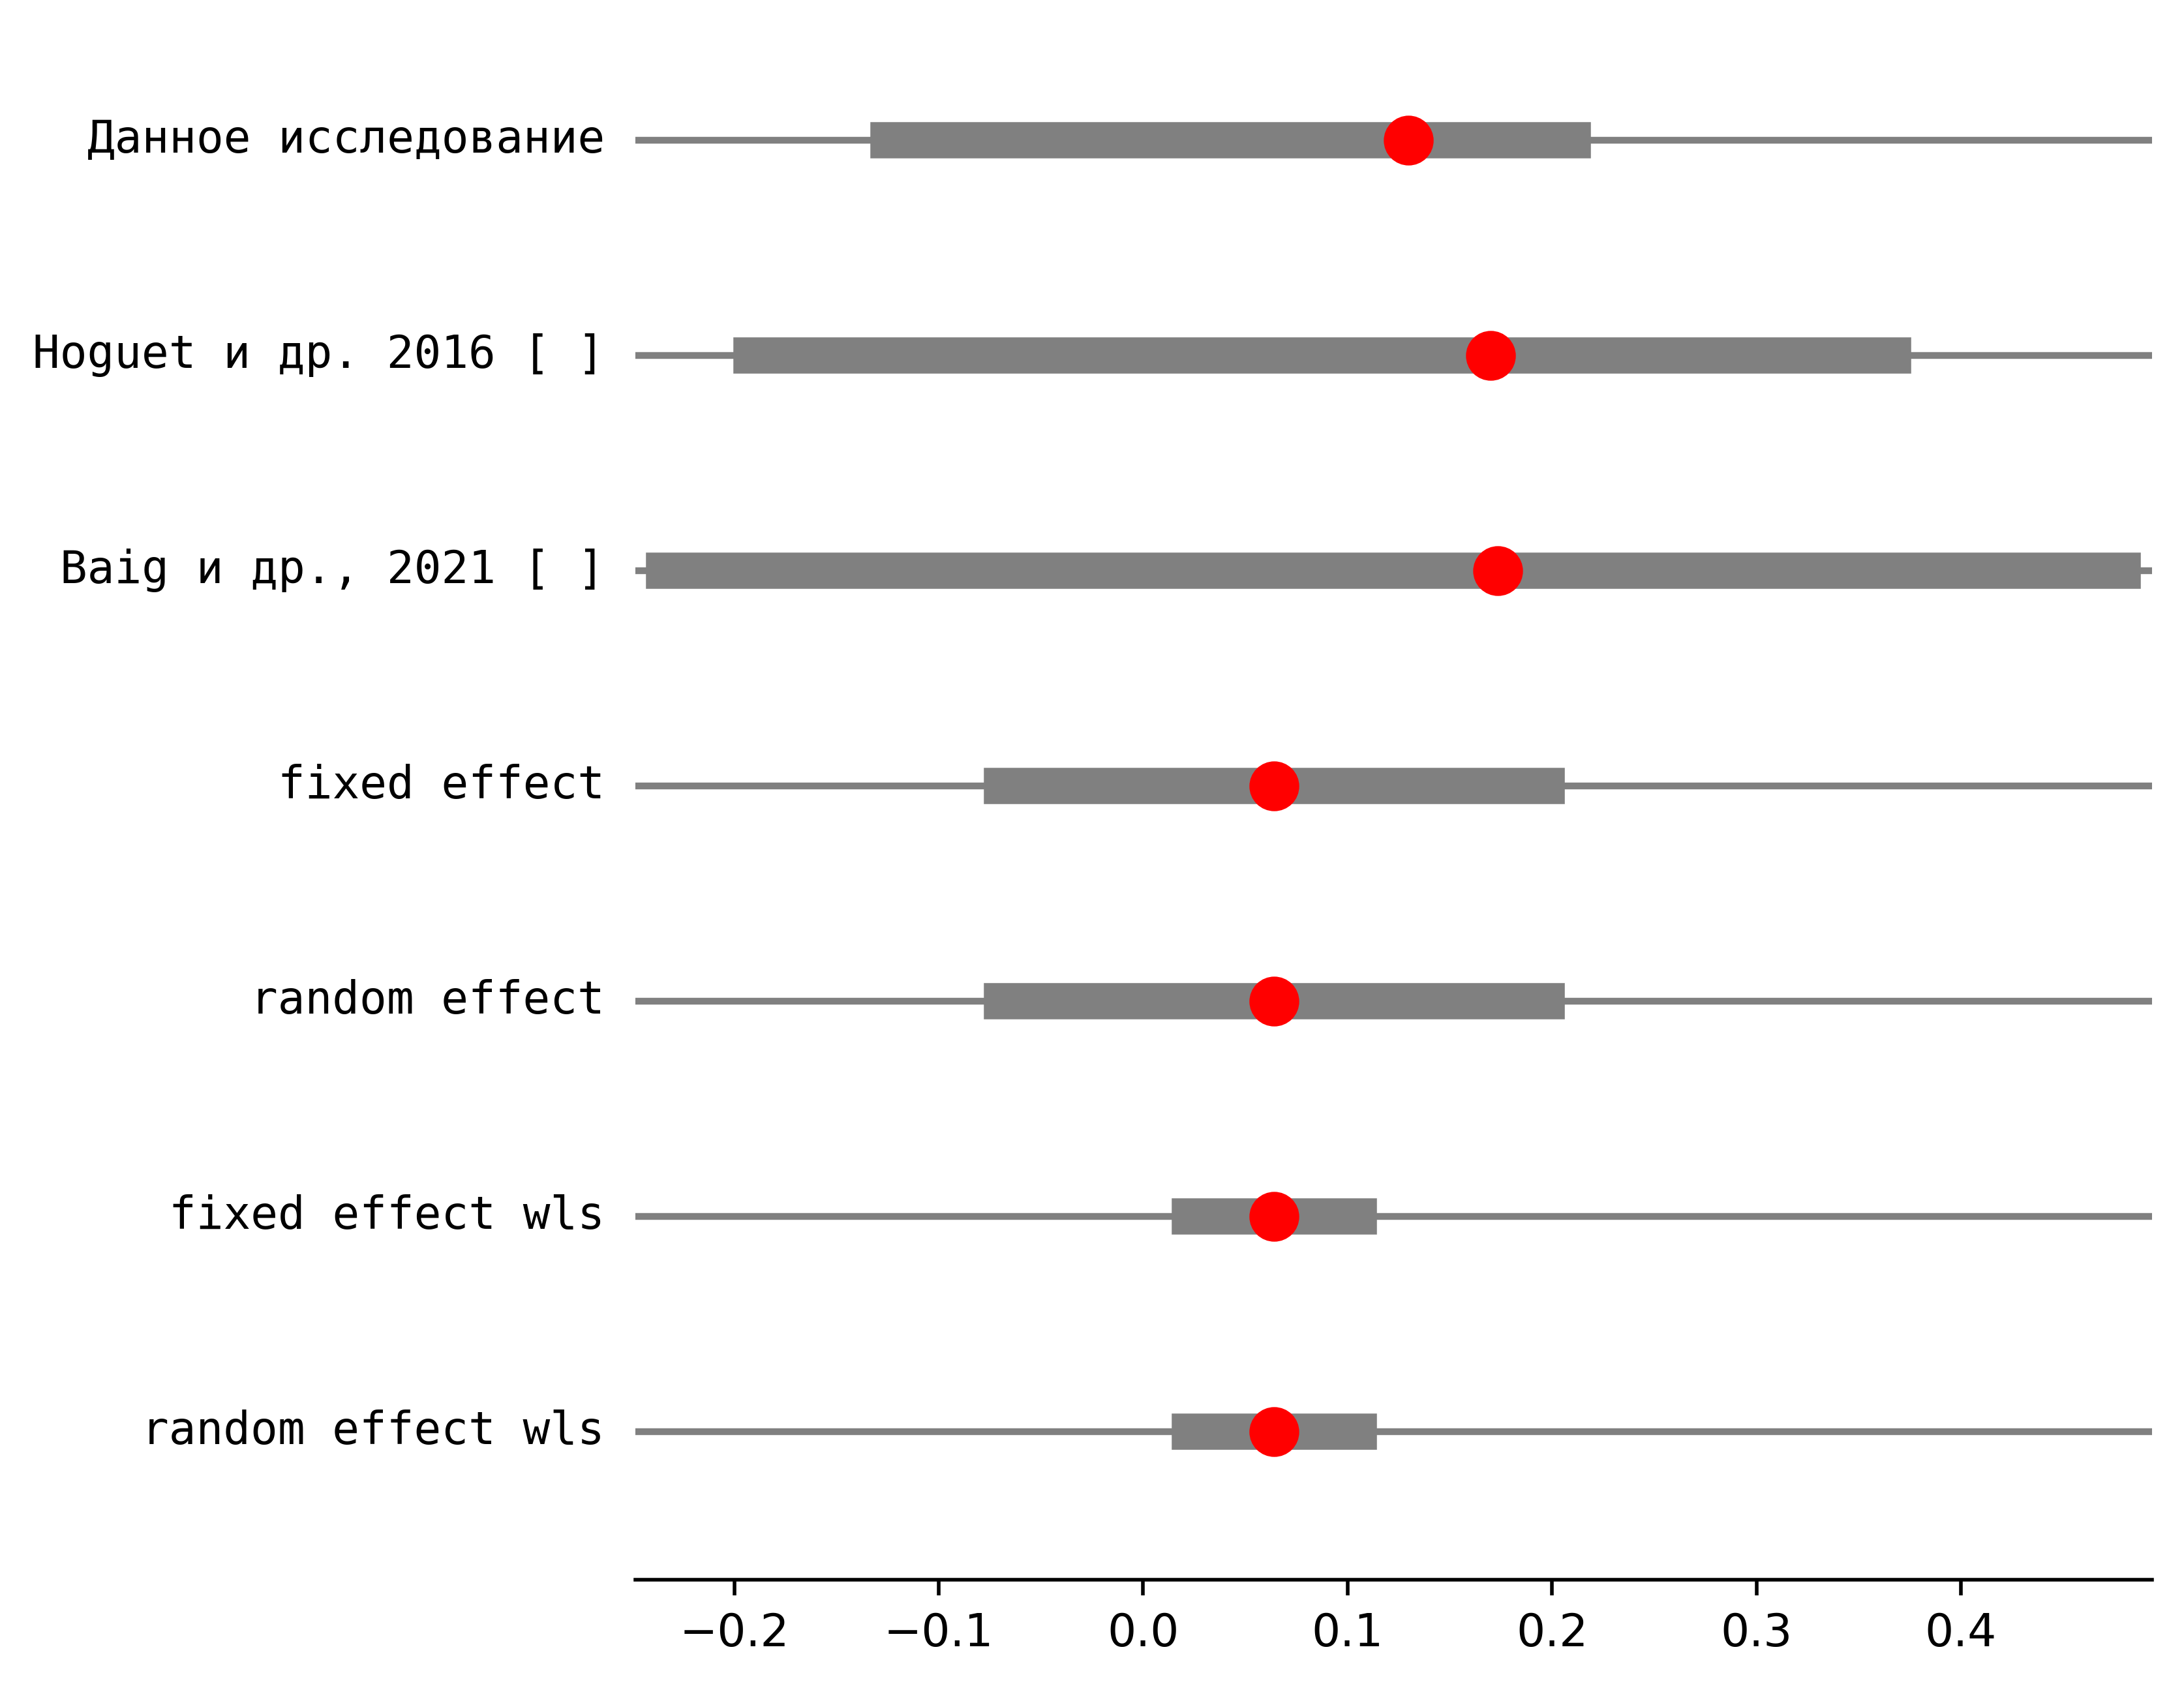 Данное исследование
Hoguet и др. 2016 [ ]
Baig и др., 2021 [ ]
fixed effect
random effect
fixed effect wls
random effect wls
−0.2 −0.1 0.0 0.1 0.2 0.3 0.4